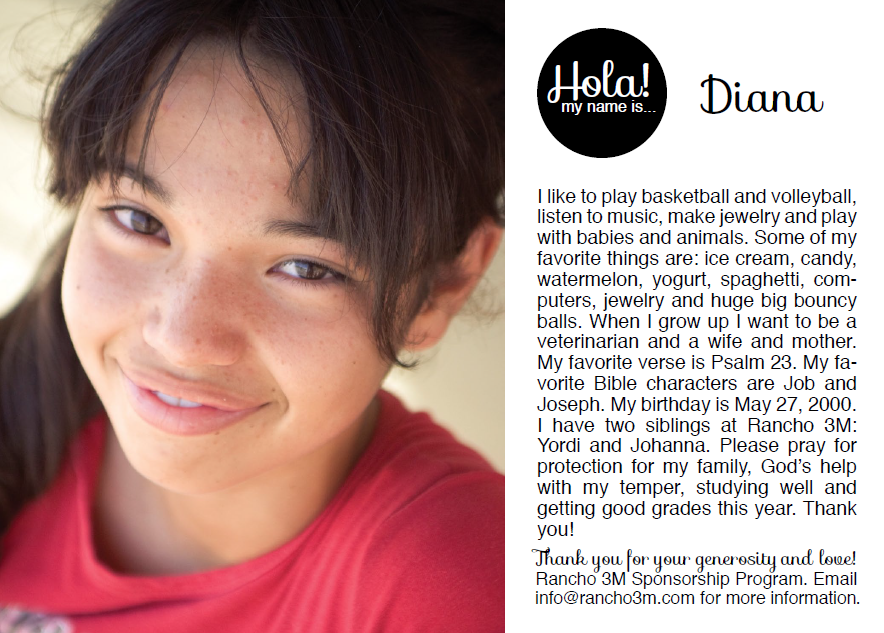 Hola!
my name is...
Diana
I like to play basketball and volleyball,
listen to music, make jewelry and play
with babies and animals. Some of my
favorite things are: ice cream, candy,
watermelon, yogurt, spaghetti, com-
puters, jewelry and huge big bouncy
balls. When I grow up I want to be a
veterinarian and a wife and mother.
My favorite verse is Psalm 23. My fa-
vorite Bible characters are Job and
Joseph. My birthday is May 27, 2000.
I have two siblings at Rancho 3M:
Yordi and Johanna. Please pray for
protection for my family, God's help
with my temper, studying well and
getting good grades this year. Thank
you!
Thank you for your generosity and love!
Rancho 3M Sponsorship Program. Email
info@rancho3m.com for more information.